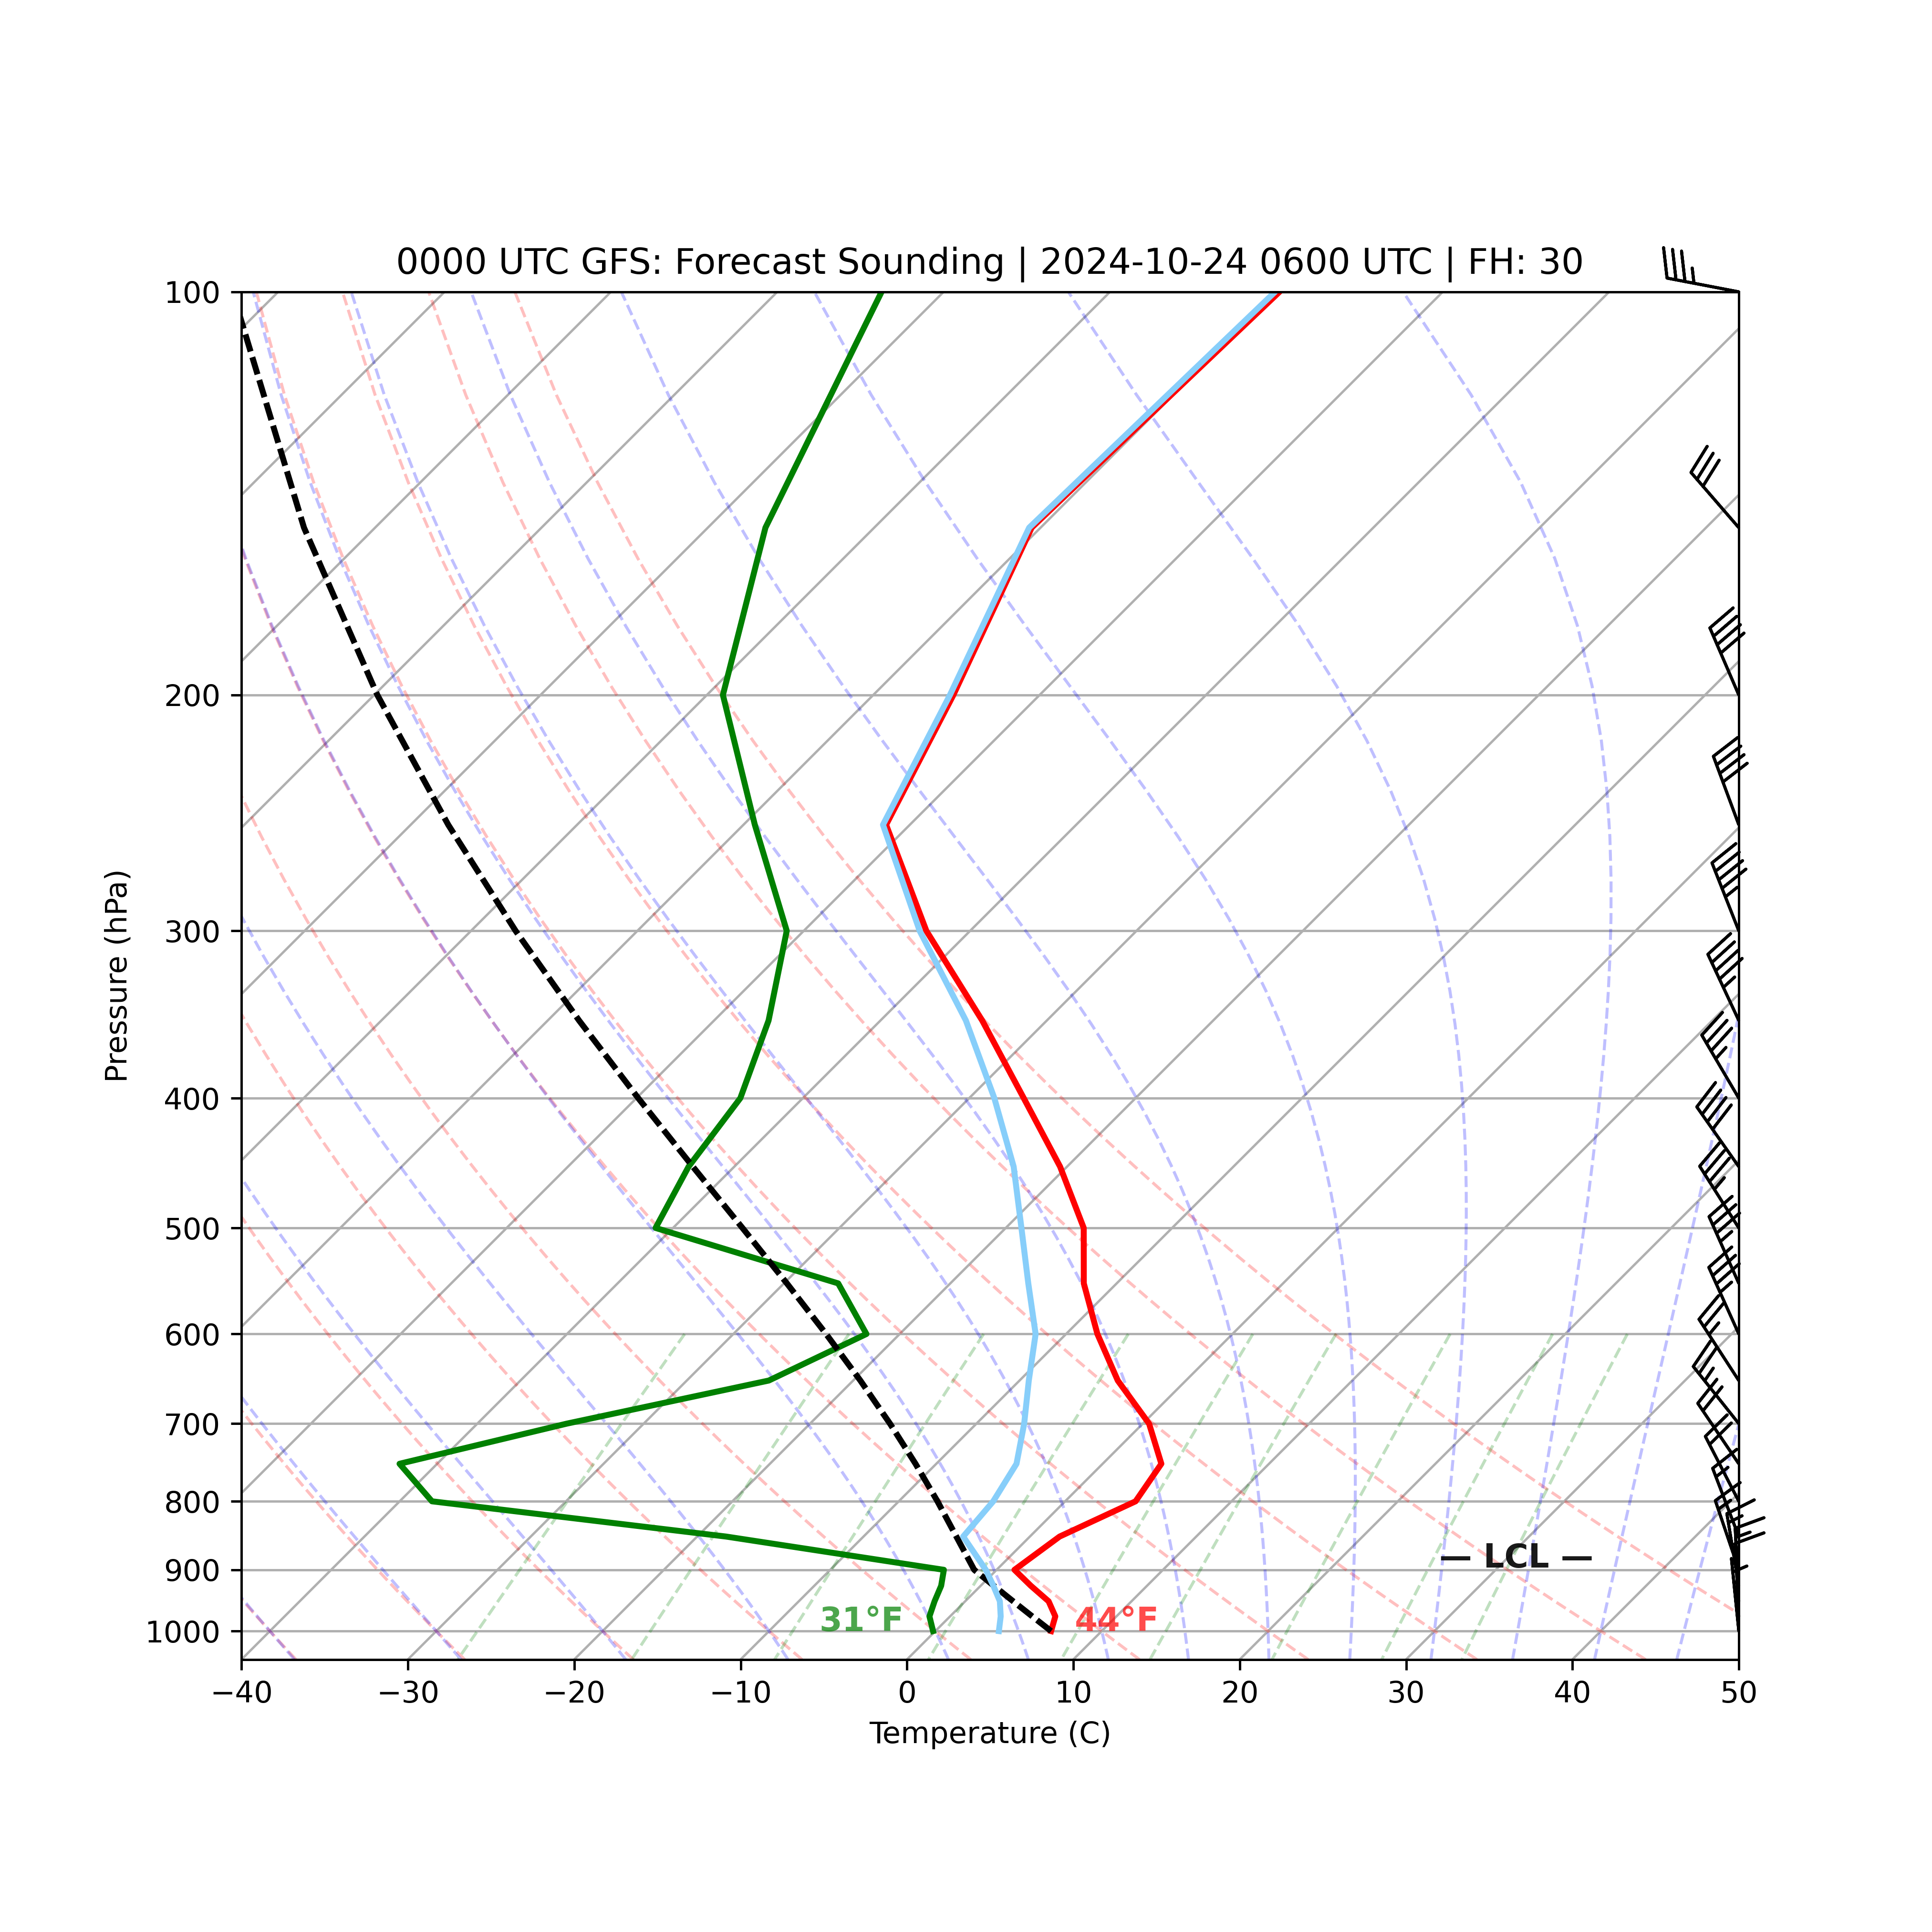 0000 UTC GFS: Forecast Sounding | 2024-10-24 0600 UTC | FH: 30
100
200
300
400
500
600
700
800
900
1000
Pressure (hPa)
— LCL —
31°F
44°F
−40 −30 −20 −10 0 10 20 30 40 50
Temperature (C)